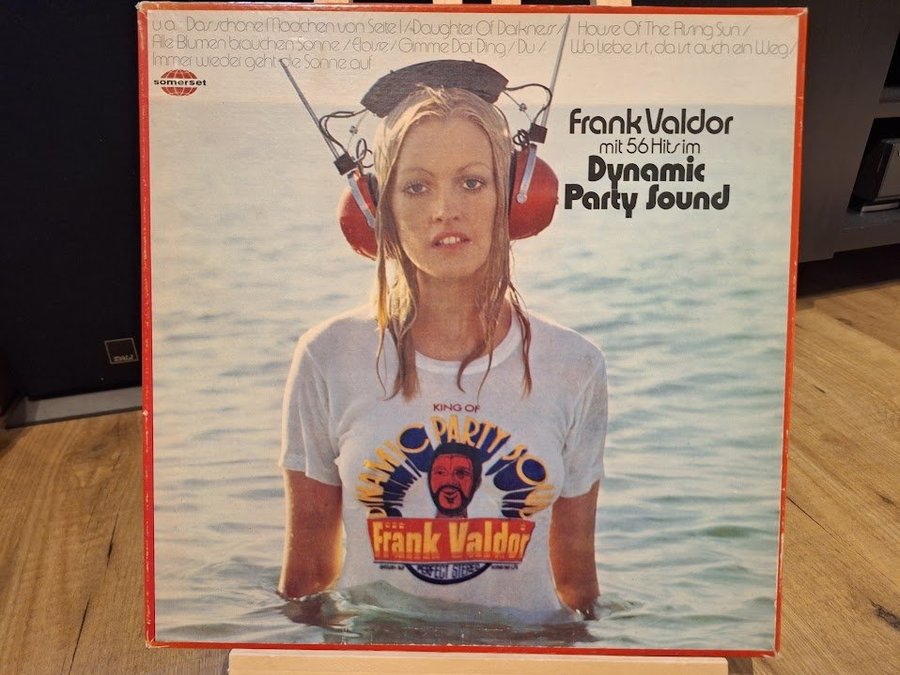 u.a. Das schöne Mädchen von Seite 1 / Daughter Of Darkness / House Of The Rising Sun /
Alle Blumen brauchen Sonne / Eloise / Gimme Dat Ding / Du / Wo Liebe ist, da ist auch ein Weg /
Immer wieder geht die Sonne auf
somerset
Frank Valdor
mit 56 Hits im
Dynamic
Party Sound
KING OF
DYNAMIC PARTY SOUND
Frank Valdor
PERFECT STEREO
DALI